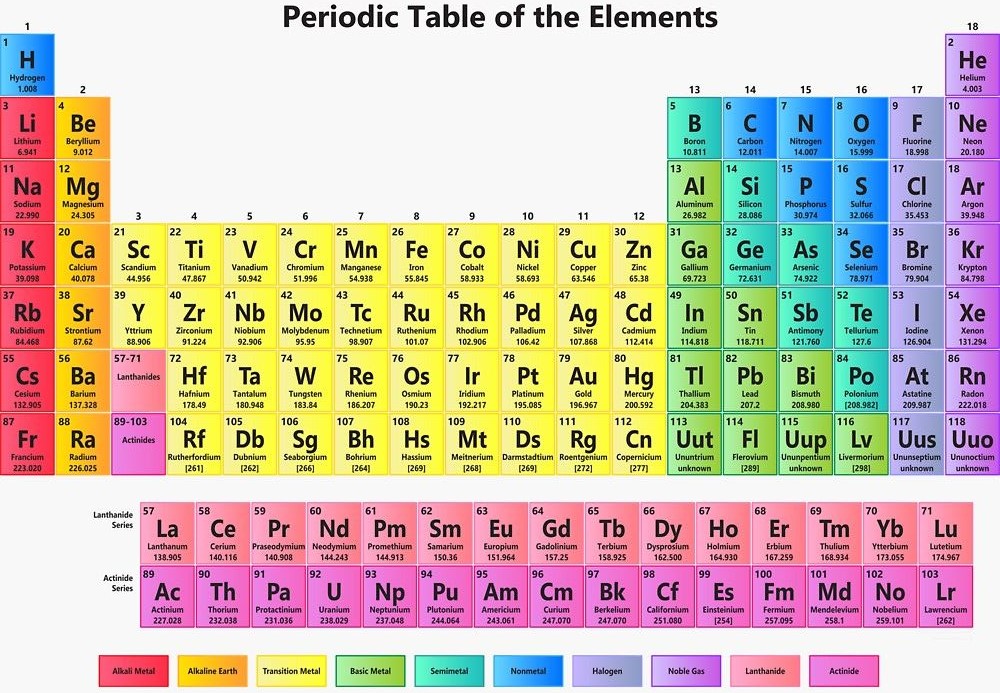 Periodic Table of the Elements
1 18
1 2
H He
Hydrogen Helium
1.008 4.003
2 13 14 15 16 17
3 4 5 6 7 8 9 10
Li Be B C N O F Ne
Lithium Beryllium Boron Carbon Nitrogen Oxygen Fluorine Neon
6.941 9.012 10.811 12.011 14.007 15.999 18.998 20.180
11 12 13 14 15 16 17 18
Na Mg Al Si P S Cl Ar
Sodium Magnesium Aluminum Silicon Phosphorus Sulfur Chlorine Argon
22.990 24.305 26.982 28.086 30.974 32.066 35.453 39.948
3 4 5 6 7 8 9 10 11 12
19 20 21 22 23 24 25 26 27 28 29 30 31 32 33 34 35 36
K Ca Sc Ti V Cr Mn Fe Co Ni Cu Zn Ga Ge As Se Br Kr
Potassium Calcium Scandium Titanium Vanadium Chromium Manganese Iron Cobalt Nickel Copper Zinc Gallium Germanium Arsenic Selenium Bromine Krypton
39.098 40.078 44.956 47.867 50.942 51.996 54.938 55.845 58.933 58.693 63.546 65.38 69.723 72.631 74.922 78.971 79.904 84.798
37 38 39 40 41 42 43 44 45 46 47 48 49 50 51 52 53 54
Rb Sr Y Zr Nb Mo Tc Ru Rh Pd Ag Cd In Sn Sb Te I Xe
Rubidium Strontium Yttrium Zirconium Niobium Molybdenum Technetium Ruthenium Rhodium Palladium Silver Cadmium Indium Tin Antimony Tellurium Iodine Xenon
84.468 87.62 88.906 91.224 92.906 95.95 98.907 101.07 102.906 106.42 107.868 112.414 114.818 118.711 121.760 127.6 126.904 131.294
55 56 57-71 72 73 74 75 76 77 78 79 80 81 82 83 84 85 86
Cs Ba Lanthanides Hf Ta W Re Os Ir Pt Au Hg Tl Pb Bi Po At Rn
Cesium Barium Hafnium Tantalum Tungsten Rhenium Osmium Iridium Platinum Gold Mercury Thallium Lead Bismuth Polonium Astatine Radon
132.905 137.328 178.49 180.948 183.84 186.207 190.23 192.217 195.085 196.967 200.592 204.383 207.2 208.980 [208.982] 209.987 222.018
87 88 89-103 104 105 106 107 108 109 110 111 112 113 114 115 116 117 118
Fr Ra Actinides Rf Db Sg Bh Hs Mt Ds Rg Cn Uut Fl Uup Lv Uus Uuo
Francium Radium Rutherfordium Dubnium Seaborgium Bohrium Hassium Meitnerium Darmstadtium Roentgenium Copernicium Ununtrium Flerovium Ununpentium Livermorium Ununseptium Ununoctium
223.020 226.025 [261] [262] [266] [264] [269] [268] [269] [272] [277] unknown [289] unknown [298] unknown unknown
Lanthanide
Series
57 58 59 60 61 62 63 64 65 66 67 68 69 70 71
La Ce Pr Nd Pm Sm Eu Gd Tb Dy Ho Er Tm Yb Lu
Lanthanum Cerium Praseodymium Neodymium Promethium Samarium Europium Gadolinium Terbium Dysprosium Holmium Erbium Thulium Ytterbium Lutetium
138.905 140.116 140.908 144.243 144.913 150.36 151.964 157.25 158.925 162.500 164.930 167.259 168.934 173.055 174.967
Actinide
Series
89 90 91 92 93 94 95 96 97 98 99 100 101 102 103
Ac Th Pa U Np Pu Am Cm Bk Cf Es Fm Md No Lr
Actinium Thorium Protactinium Uranium Neptunium Plutonium Americium Curium Berkelium Californium Einsteinium Fermium Mendelevium Nobelium Lawrencium
227.028 232.038 231.036 238.029 237.048 244.064 243.061 247.070 247.070 251.080 [254] 257.095 258.1 259.101 [262]
Alkali Metal Alkaline Earth Transition Metal Basic Metal Semimetal Nonmetal Halogen Noble Gas Lanthanide Actinide